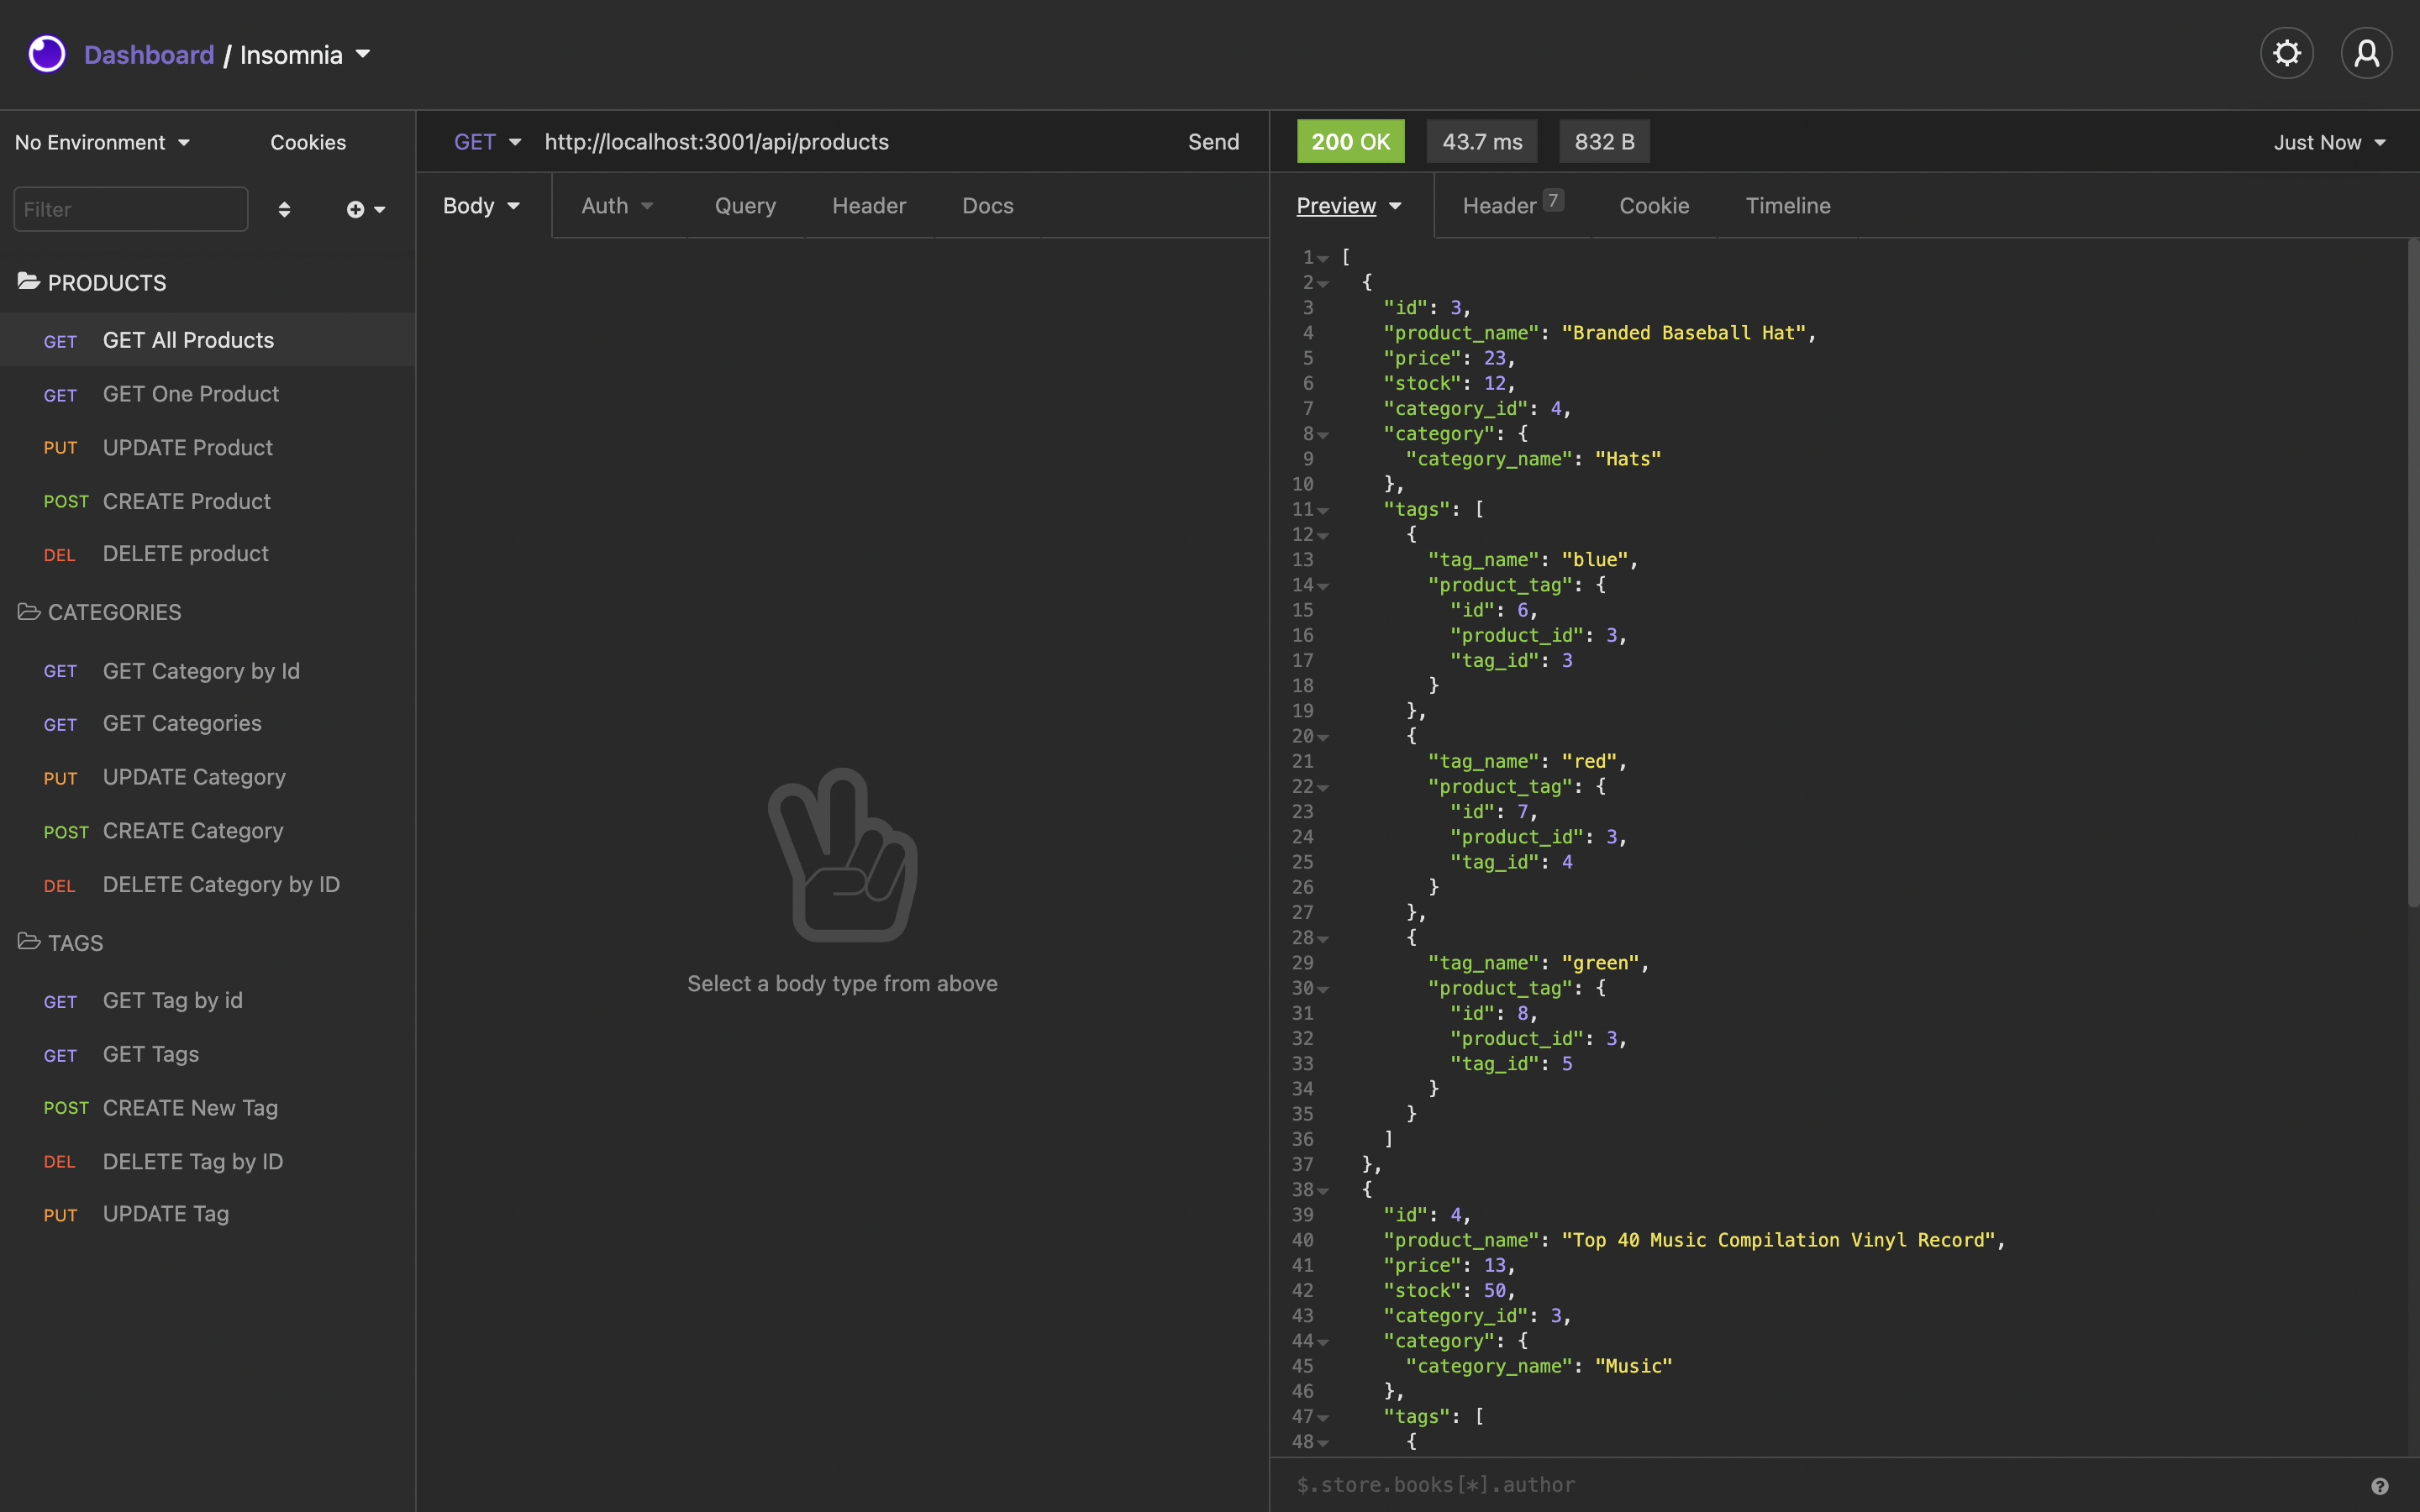 Dashboard / Insomnia
No Environment Cookies
Filter
PRODUCTS
GET GET All Products
GET GET One Product
PUT UPDATE Product
POST CREATE Product
DEL DELETE product
CATEGORIES
GET GET Category by Id
GET GET Categories
PUT UPDATE Category
POST CREATE Category
DEL DELETE Category by ID
TAGS
GET GET Tag by id
GET GET Tags
POST CREATE New Tag
DEL DELETE Tag by ID
PUT UPDATE Tag
GET http://localhost:3001/api/products Send
Body Auth Query Header Docs
Select a body type from above
200 OK 43.7 ms 832 B Just Now
Preview Header 7 Cookie Timeline
1 [
2 {
3 "id": 3,
4 "product_name": "Branded Baseball Hat",
5 "price": 23,
6 "stock": 12,
7 "category_id": 4,
8 "category": {
9 "category_name": "Hats"
10 },
11 "tags": [
12 {
13 "tag_name": "blue",
14 "product_tag": {
15 "id": 6,
16 "product_id": 3,
17 "tag_id": 3
18 }
19 },
20 {
21 "tag_name": "red",
22 "product_tag": {
23 "id": 7,
24 "product_id": 3,
25 "tag_id": 4
26 }
27 },
28 {
29 "tag_name": "green",
30 "product_tag": {
31 "id": 8,
32 "product_id": 3,
33 "tag_id": 5
34 }
35 }
36 ]
37 },
38 {
39 "id": 4,
40 "product_name": "Top 40 Music Compilation Vinyl Record",
41 "price": 13,
42 "stock": 50,
43 "category_id": 3,
44 "category": {
45 "category_name": "Music"
46 },
47 "tags": [
48 {
$.store.books[*].author